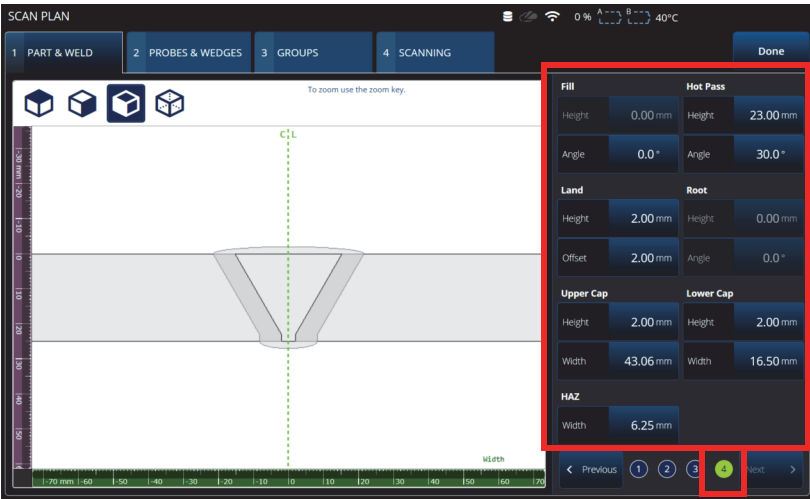 SCAN PLAN
0 % A B 40°C
1 PART & WELD 2 PROBES & WEDGES 3 GROUPS 4 SCANNING Done
To zoom use the zoom key.
C L
Fill Hot Pass
Height 0.00 mm Height 23.00 mm
Angle 0.0 ° Angle 30.0 °
Land Root
Height 2.00 mm Height 0.00 mm
Offset 2.00 mm Angle 0.0 °
Upper Cap Lower Cap
Height 2.00 mm Height 2.00 mm
Width 43.06 mm Width 16.50 mm
HAZ
Width 6.25 mm
-30 mm -20 -10 0 10 20 30 40 50
Width
-70 mm -60 -50 -40 -30 -20 -10 0 10 20 30 40 50 60 70
< Previous 1 2 3 4 Next >